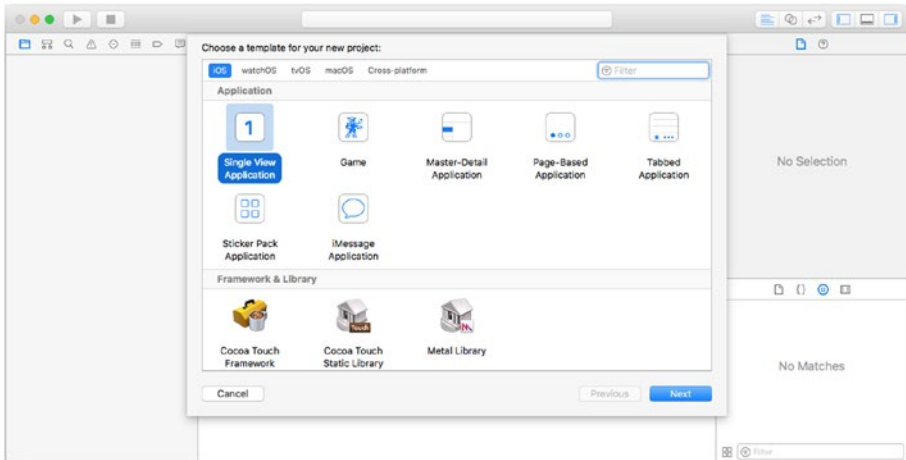 Choose a template for your new project:
iOS watchOS tvOS macOS Cross-platform Filter
Application
1
Single View Application
Game
Master-Detail Application
Page-Based Application
Tabbed Application
Sticker Pack Application
iMessage Application
Framework & Library
Cocoa Touch Framework
Touch
Cocoa Touch Static Library
Metal Library
Cancel Previous Next
No Selection
No Matches
Filter